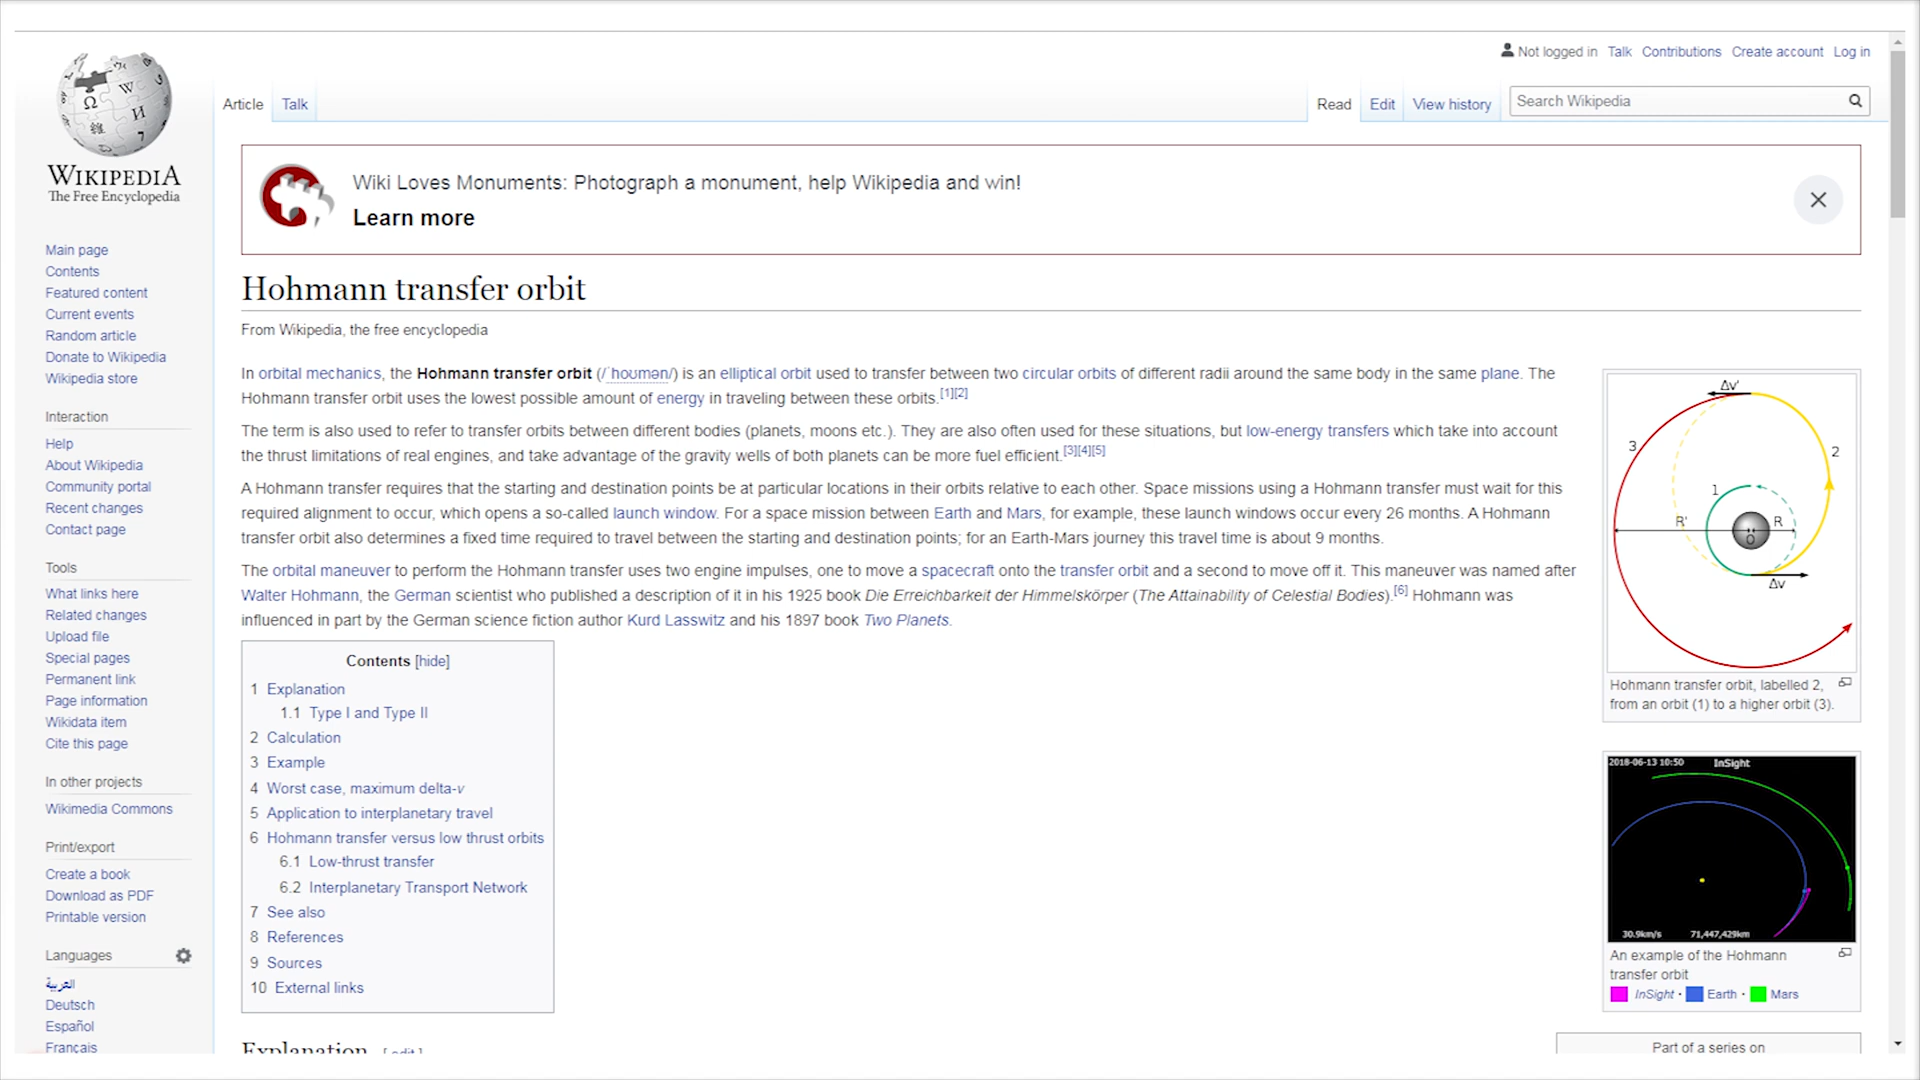 Not logged in Talk Contributions Create account Log in
Article Talk
Read Edit View history Search Wikipedia
WIKIPEDIA
The Free Encyclopedia
Main page
Contents
Featured content
Current events
Random article
Donate to Wikipedia
Wikipedia store
Interaction
Help
About Wikipedia
Community portal
Recent changes
Contact page
Tools
What links here
Related changes
Upload file
Special pages
Permanent link
Page information
Wikidata item
Cite this page
In other projects
Wikimedia Commons
Print/export
Create a book
Download as PDF
Printable version
Languages
العربية
Deutsch
Español
Français
Wiki Loves Monuments: Photograph a monument, help Wikipedia and win!
Learn more
Hohmann transfer orbit
From Wikipedia, the free encyclopedia
In orbital mechanics, the Hohmann transfer orbit (/ˈhoʊmən/) is an elliptical orbit used to transfer between two circular orbits of different radii around the same body in the same plane. The
Hohmann transfer orbit uses the lowest possible amount of energy in traveling between these orbits.[1][2]
The term is also used to refer to transfer orbits between different bodies (planets, moons etc.). They are also often used for these situations, but low-energy transfers which take into account
the thrust limitations of real engines, and take advantage of the gravity wells of both planets can be more fuel efficient.[3][4][5]
A Hohmann transfer requires that the starting and destination points be at particular locations in their orbits relative to each other. Space missions using a Hohmann transfer must wait for this
required alignment to occur, which opens a so-called launch window. For a space mission between Earth and Mars, for example, these launch windows occur every 26 months. A Hohmann
transfer orbit also determines a fixed time required to travel between the starting and destination points; for an Earth-Mars journey this travel time is about 9 months.
The orbital maneuver to perform the Hohmann transfer uses two engine impulses, one to move a spacecraft onto the transfer orbit and a second to move off it. This maneuver was named after
Walter Hohmann, the German scientist who published a description of it in his 1925 book Die Erreichbarkeit der Himmelskörper (The Attainability of Celestial Bodies).[6] Hohmann was
influenced in part by the German science fiction author Kurd Lasswitz and his 1897 book Two Planets.
Contents [hide]
1 Explanation
1.1 Type I and Type II
2 Calculation
3 Example
4 Worst case, maximum delta-v
5 Application to interplanetary travel
6 Hohmann transfer versus low thrust orbits
6.1 Low-thrust transfer
6.2 Interplanetary Transport Network
7 See also
8 References
9 Sources
10 External links
Explanation [ edit ]
Δv'
3
2
1
R'
R
O
Δv
Hohmann transfer orbit, labelled 2,
from an orbit (1) to a higher orbit (3).
2018-06-13 10:50 InSight
30.9km/s 71,447,429km
An example of the Hohmann
transfer orbit
InSight · Earth · Mars
Part of a series on